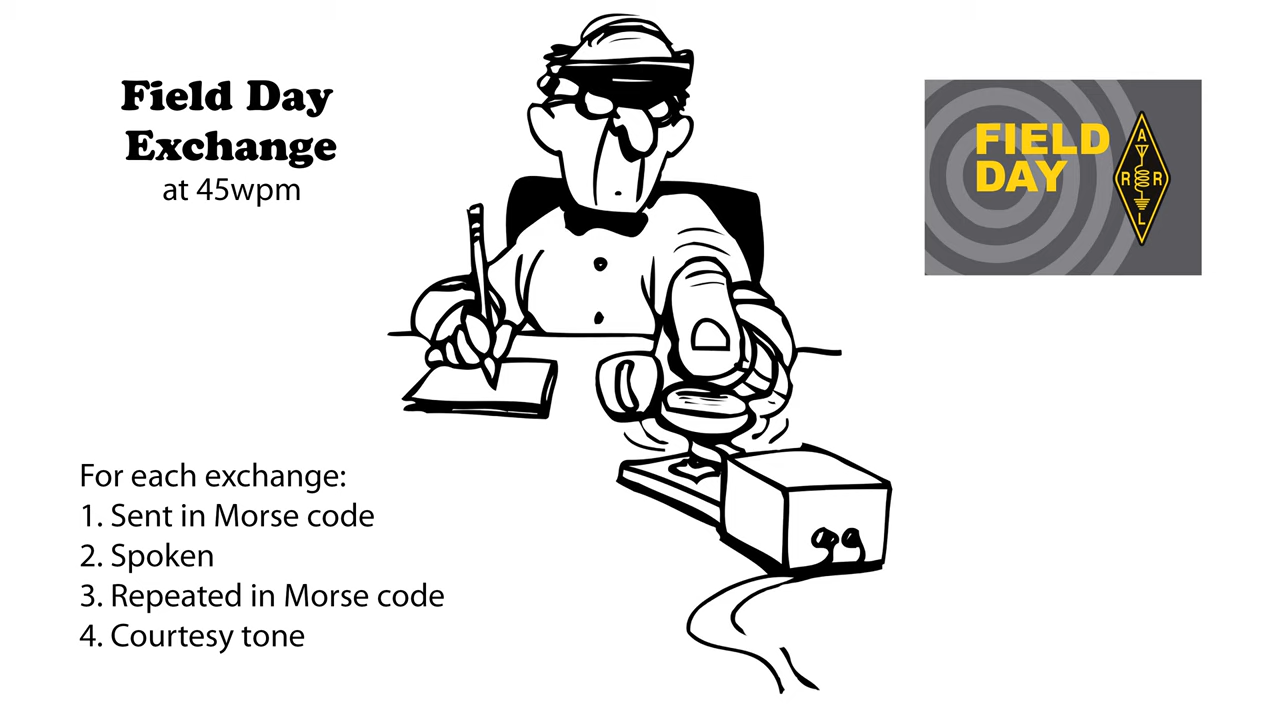 Field Day
Exchange
at 45wpm
FIELD
DAY
A
R R
L
For each exchange:
1. Sent in Morse code
2. Spoken
3. Repeated in Morse code
4. Courtesy tone